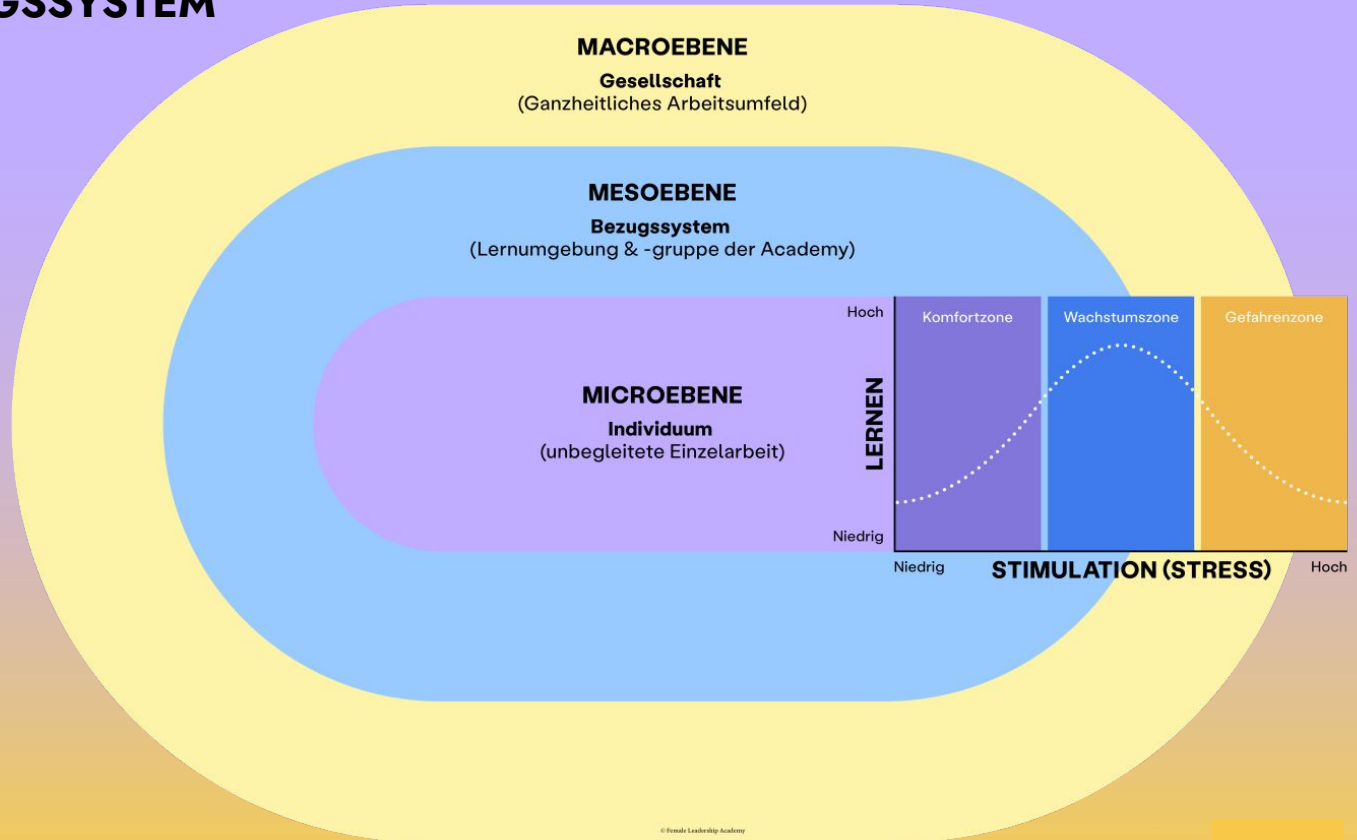 GSSYSTEM
MACROEBENE
Gesellschaft
(Ganzheitliches Arbeitsumfeld)
MESOEBENE
Bezugssystem
(Lernumgebung & -gruppe der Academy)
MICROEBENE
Individuum
(unbegleitete Einzelarbeit)
Hoch
LERNEN
Niedrig
Komfortzone
Wachstumszone
Gefahrenzone
Niedrig
STIMULATION (STRESS)
Hoch
© Female Leadership Academy